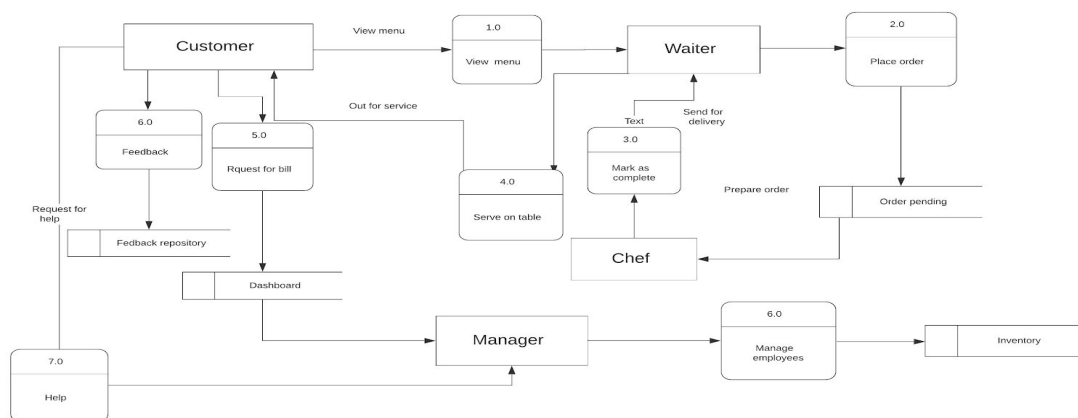 View menu
1.0
2.0
Customer
Waiter
View menu
Place order
Out for service
Send for
delivery
Text
6.0
5.0
3.0
Feedback
Rquest for bill
Mark as
complete
4.0
Prepare order
Serve on table
Order pending
Request for
help
Fedback repository
Chef
Dashboard
6.0
Manager
Manage
employees
Inventory
7.0
Help